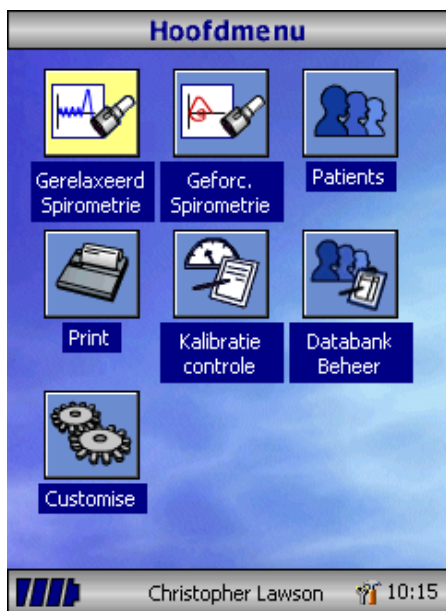 Hoofdmenu
Gerelaxeerd
Spirometrie
Geforc.
Spirometrie
Patients
Print
Kalibratie
controle
Databank
Beheer
Customise
Christopher Lawson 10:15